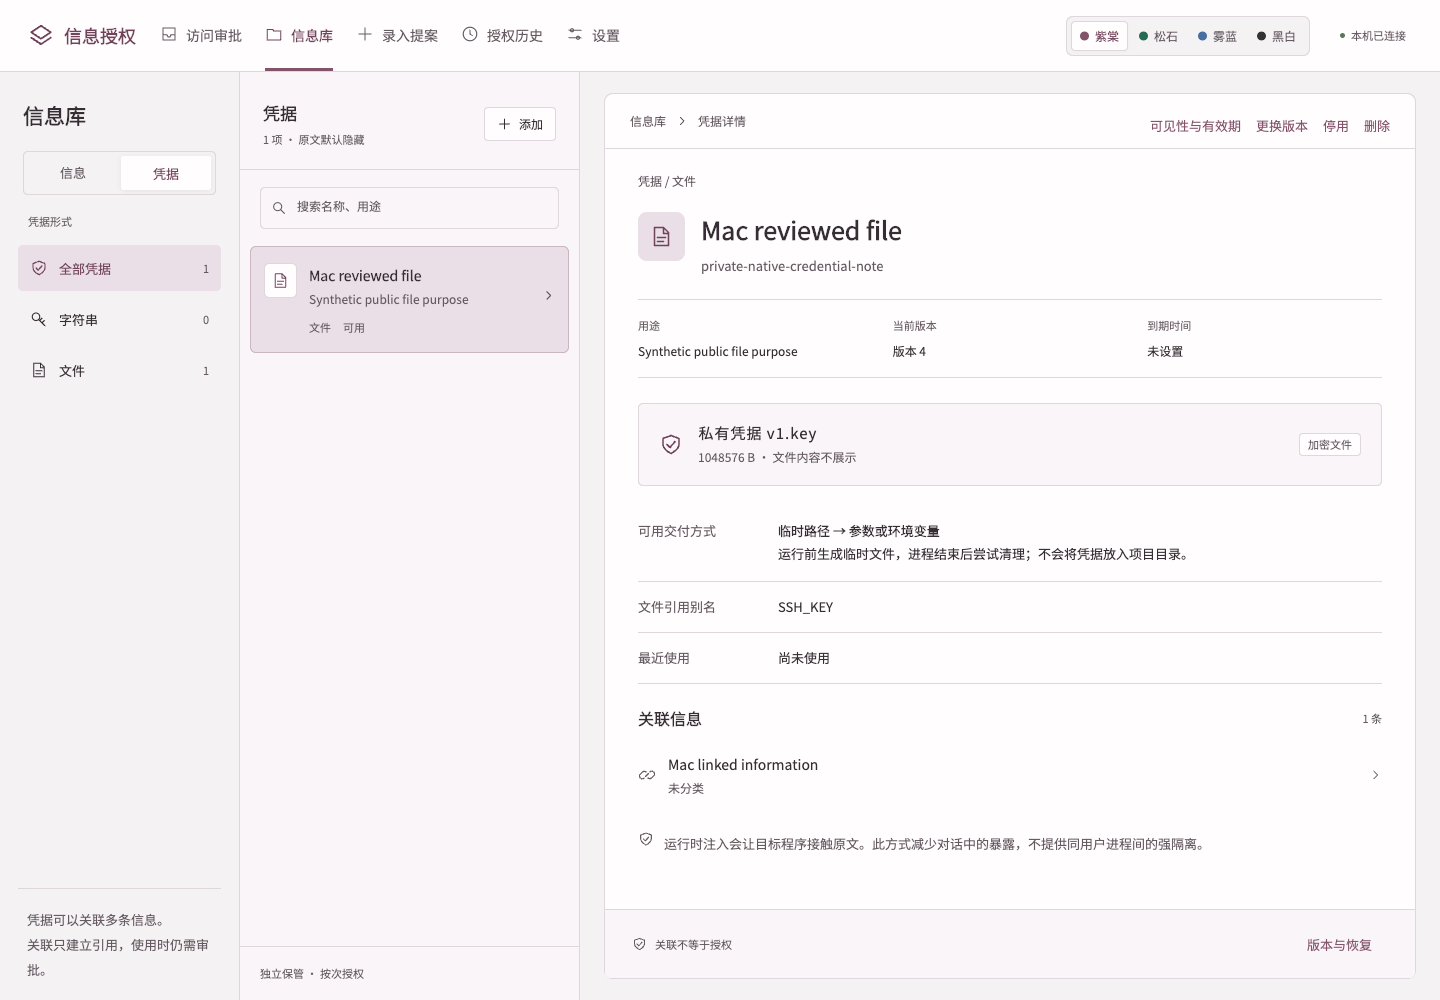 信息授权
访问审批
信息库
录入提案
授权历史
设置
紫棠
松石
雾蓝
黑白
本机已连接
信息库
信息
凭据
凭据形式
全部凭据
1
字符串
0
文件
1
凭据可以关联多条信息。
关联只建立引用，使用时仍需审
批。
凭据
1 项 · 原文默认隐藏
添加
搜索名称、用途
Mac reviewed file
Synthetic public file purpose
文件 可用
独立保管 · 按次授权
信息库
凭据详情
可见性与有效期
更换版本
停用
删除
凭据 / 文件
Mac reviewed file
private-native-credential-note
用途
Synthetic public file purpose
当前版本
版本 4
到期时间
未设置
私有凭据 v1.key
1048576 B · 文件内容不展示
加密文件
可用交付方式
临时路径 → 参数或环境变量
运行前生成临时文件，进程结束后尝试清理；不会将凭据放入项目目录。
文件引用别名
SSH_KEY
最近使用
尚未使用
关联信息
1 条
Mac linked information
未分类
运行时注入会让目标程序接触原文。此方式减少对话中的暴露，不提供同用户进程间的强隔离。
关联不等于授权
版本与恢复